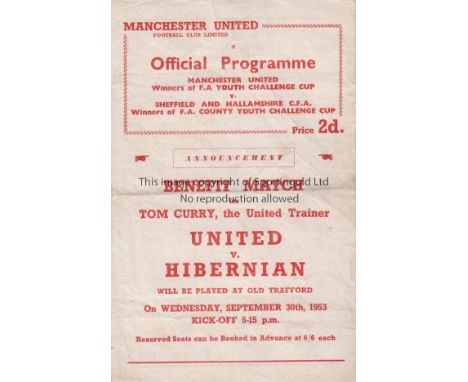 MANCHESTER UNITED
FOOTBALL CLUB LIMITED
Official Programme
MANCHESTER UNITED
Winners of F.A YOUTH CHALLENGE CUP
v.
SHEFFIELD AND HALLAMSHIRE C.F.A.
Winners of F.A. COUNTY YOUTH CHALLENGE CUP
Price 2d.
ANNOUNCEMENT
This image is copyright of Sportingold Ltd
BENEFIT MATCH
No reproduction allowed
TOM CURRY, the United Trainer
UNITED
v.
HIBERNIAN
WILL BE PLAYED AT OLD TRAFFORD
On WEDNESDAY, SEPTEMBER 30th, 1953
KICK-OFF 5-15 p.m.
Reserved Seats can be Booked in Advance at 6/6 each